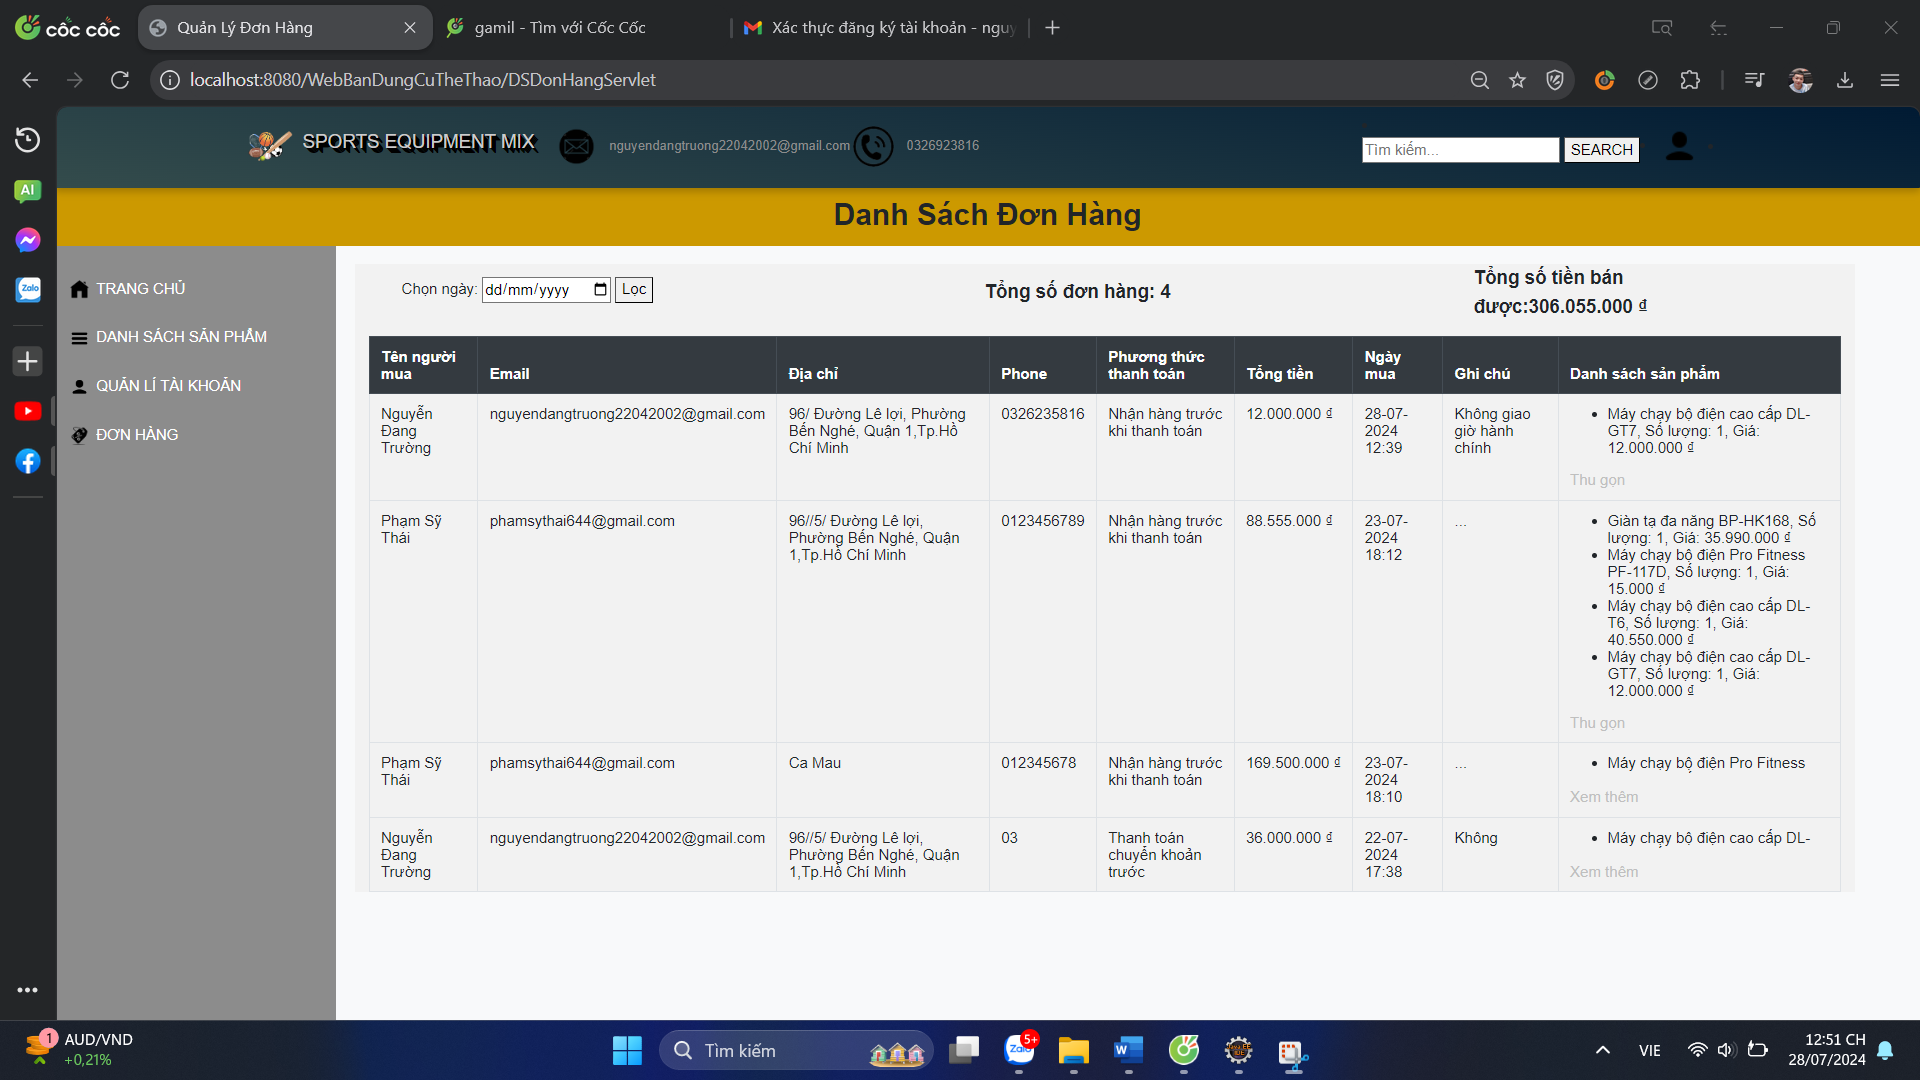 cốc cốc
Quản Lý Đơn Hàng
gamil - Tìm với Cốc Cốc
Xác thực đăng ký tài khoản - nguy
localhost:8080/WebBanDungCuTheThao/DSDonHangServlet
SPORTS EQUIPMENT MIX
nguyendangtruong22042002@gmail.com
0326923816
Tìm kiếm...
SEARCH
AI
Zalo
Danh Sách Đơn Hàng
TRANG CHỦ
DANH SÁCH SẢN PHẨM
QUẢN LÍ TÀI KHOẢN
ĐƠN HÀNG
Chọn ngày: dd/mm/yyyy Lọc
Tổng số đơn hàng: 4
Tổng số tiền bán
được:306.055.000 ₫
Tên người
mua
Email
Địa chỉ
Phone
Phương thức
thanh toán
Tổng tiền
Ngày
mua
Ghi chú
Danh sách sản phẩm
Nguyễn
Đang
Trường
nguyendangtruong22042002@gmail.com
96/ Đường Lê lợi, Phường
Bến Nghé, Quận 1,Tp.Hồ
Chí Minh
0326235816
Nhận hàng trước
khi thanh toán
12.000.000 ₫
28-07-
2024
12:39
Không giao
giờ hành
chính
• Máy chạy bộ điện cao cấp DL-
GT7, Số lượng: 1, Giá:
12.000.000 ₫
Thu gọn
Phạm Sỹ
Thái
phamsythai644@gmail.com
96//5/ Đường Lê lợi,
Phường Bến Nghé, Quận
1,Tp.Hồ Chí Minh
0123456789
Nhận hàng trước
khi thanh toán
88.555.000 ₫
23-07-
2024
18:12
...
• Giàn tạ đa năng BP-HK168, Số
lượng: 1, Giá: 35.990.000 ₫
• Máy chạy bộ điện Pro Fitness
PF-117D, Số lượng: 1, Giá:
15.000 ₫
• Máy chạy bộ điện cao cấp DL-
T6, Số lượng: 1, Giá:
40.550.000 ₫
• Máy chạy bộ điện cao cấp DL-
GT7, Số lượng: 1, Giá:
12.000.000 ₫
Thu gọn
Phạm Sỹ
Thái
phamsythai644@gmail.com
Ca Mau
012345678
Nhận hàng trước
khi thanh toán
169.500.000 ₫
23-07-
2024
18:10
...
• Máy chạy bộ điện Pro Fitness
Xem thêm
Nguyễn
Đang
Trường
nguyendangtruong22042002@gmail.com
96//5/ Đường Lê lợi,
Phường Bến Nghé, Quận
1,Tp.Hồ Chí Minh
03
Thanh toán
chuyển khoản
trước
36.000.000 ₫
22-07-
2024
17:38
Không
• Máy chạy bộ điện cao cấp DL-
Xem thêm
1
AUD/VND
+0,21%
Tìm kiếm
Zalo
5+
W
VIE
12:51 CH
28/07/2024